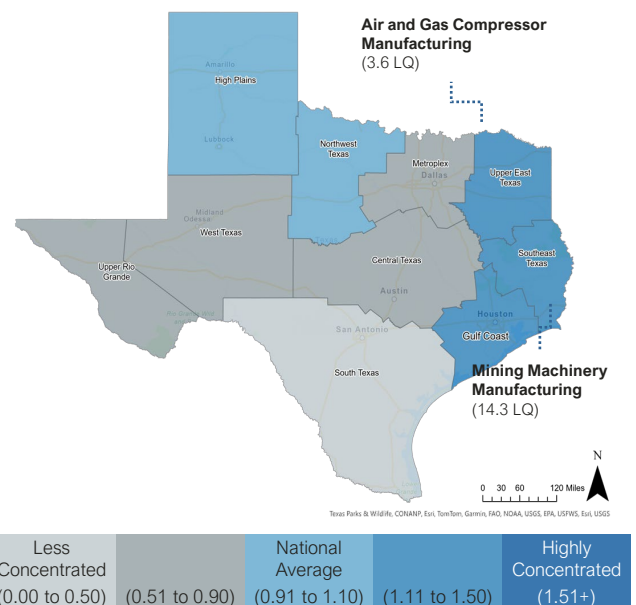 Air and Gas Compressor
Manufacturing
(3.6 LQ)
Amarillo
High Plains
Lubbock
Northwest
Texas
Metroplex
Dallas
Upper East
Texas
Midland
Odessa
West Texas
Southeast
Texas
Central Texas
Upper Rio
Grande
Austin
Houston
Gulf Coast
San Antonio
South Texas
Mining Machinery
Manufacturing
(14.3 LQ)
N
0 30 60 120 Miles
Texas Parks & Wildlife, CONANP, Esri, TomTom, Garmin, FAO, NOAA, USGS, EPA, USFWS, Esri, USGS
Less
Concentrated
(0.00 to 0.50)
(0.51 to 0.90)
National
Average
(0.91 to 1.10)
(1.11 to 1.50)
Highly
Concentrated
(1.51+)